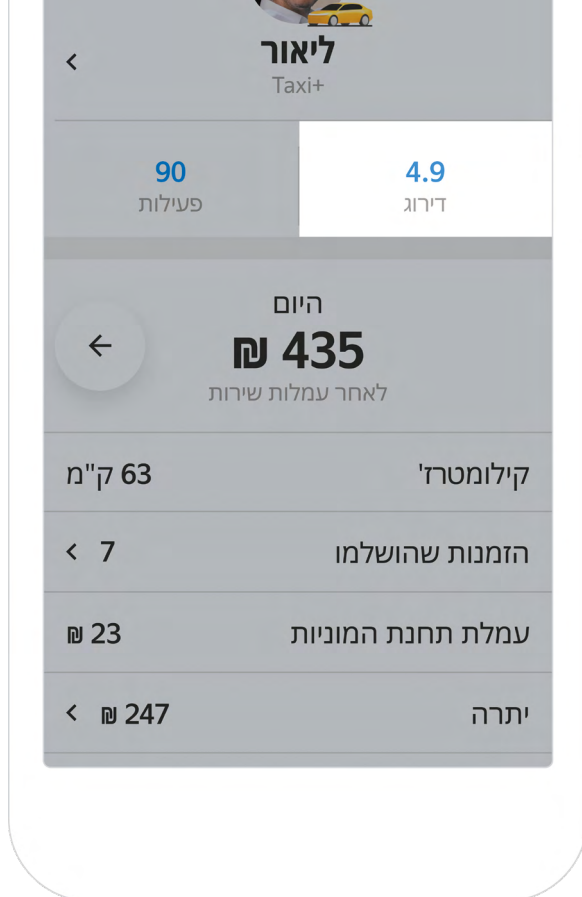 ליאור
Taxi+
4.9
דירוג
90
פעילות
היום
435 ₪
לאחר עמלות שירות
קילומטרז' 63 ק"מ
הזמנות שהושלמו 7
עמלת תחנת המוניות 23 ₪
יתרה 247 ₪